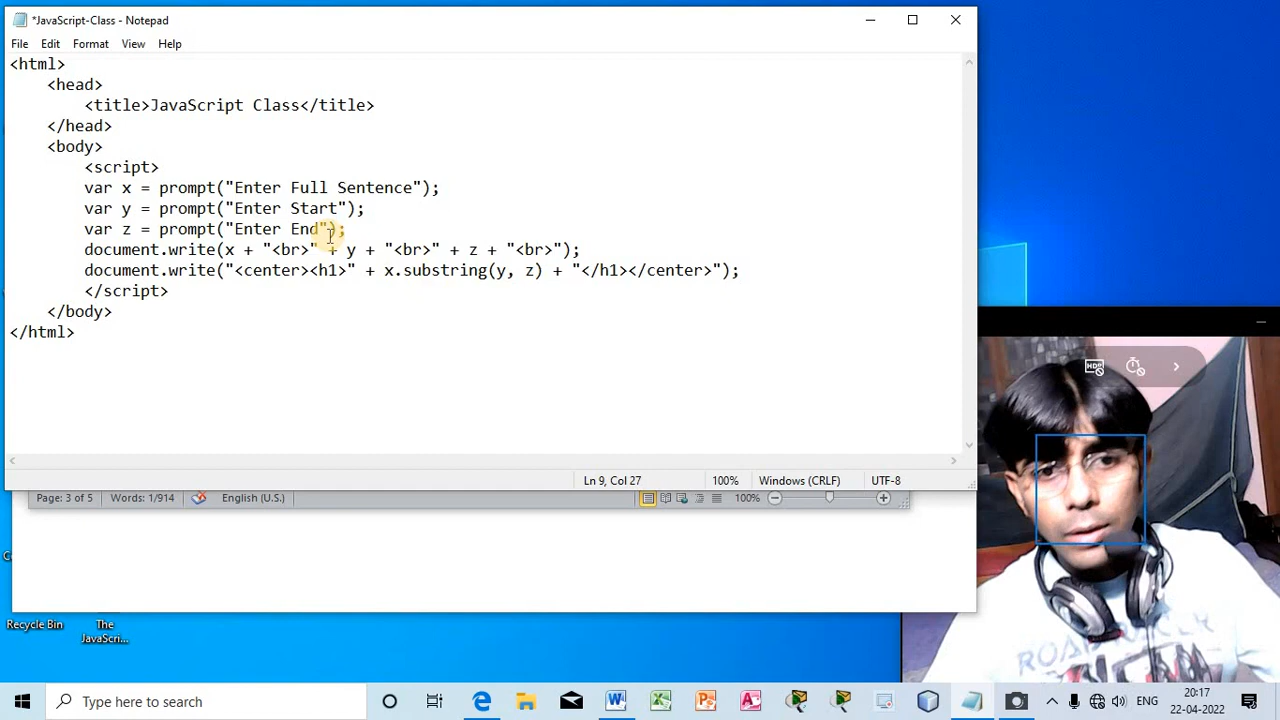 *JavaScript-Class - Notepad
File Edit Format View Help
<html>
<head>
<title>JavaScript Class</title>
</head>
<body>
<script>
var x = prompt("Enter Full Sentence");
var y = prompt("Enter Start");
var z = prompt("Enter End");
document.write(x + "<br>" + y + "<br>" + z + "<br>");
document.write("<center><h1>" + x.substring(y, z) + "</h1></center>");
</script>
</body>
</html>
Ln 9, Col 27 100% Windows (CRLF) UTF-8
Page: 3 of 5 Words: 1/914 English (U.S.) 100%
HDR
Recycle Bin
The
JavaScri...
Type here to search
ENG
20:17
22-04-2022